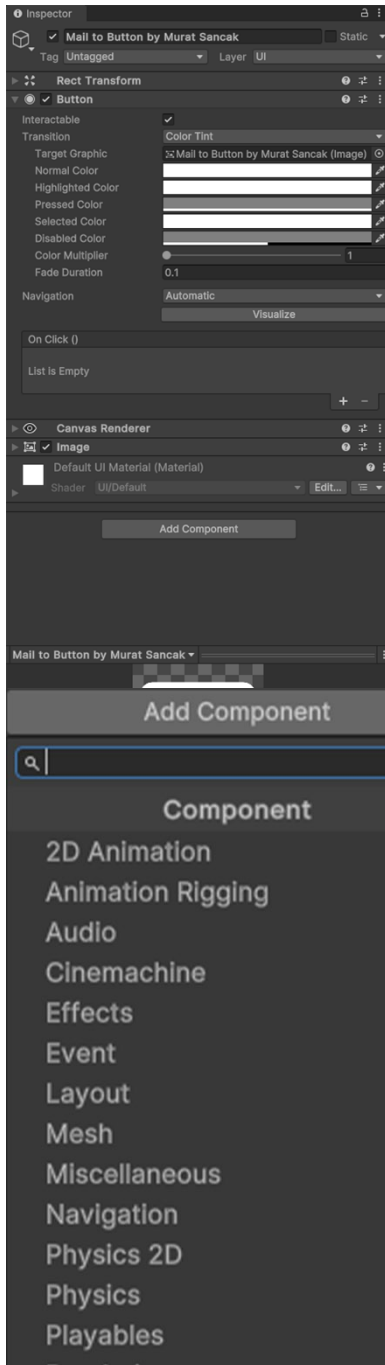 Inspector
Mail to Button by Murat Sancak Static
Tag Untagged Layer UI
Rect Transform
Button
Interactable
Transition Color Tint
Target Graphic Mail to Button by Murat Sancak (Image)
Normal Color
Highlighted Color
Pressed Color
Selected Color
Disabled Color
Color Multiplier 1
Fade Duration 0.1
Navigation Automatic
Visualize
On Click ()
List is Empty
Canvas Renderer
Image
Default UI Material (Material)
Shader UI/Default Edit...
Add Component
Mail to Button by Murat Sancak
Add Component
Component
2D Animation
Animation Rigging
Audio
Cinemachine
Effects
Event
Layout
Mesh
Miscellaneous
Navigation
Physics 2D
Physics
Playables